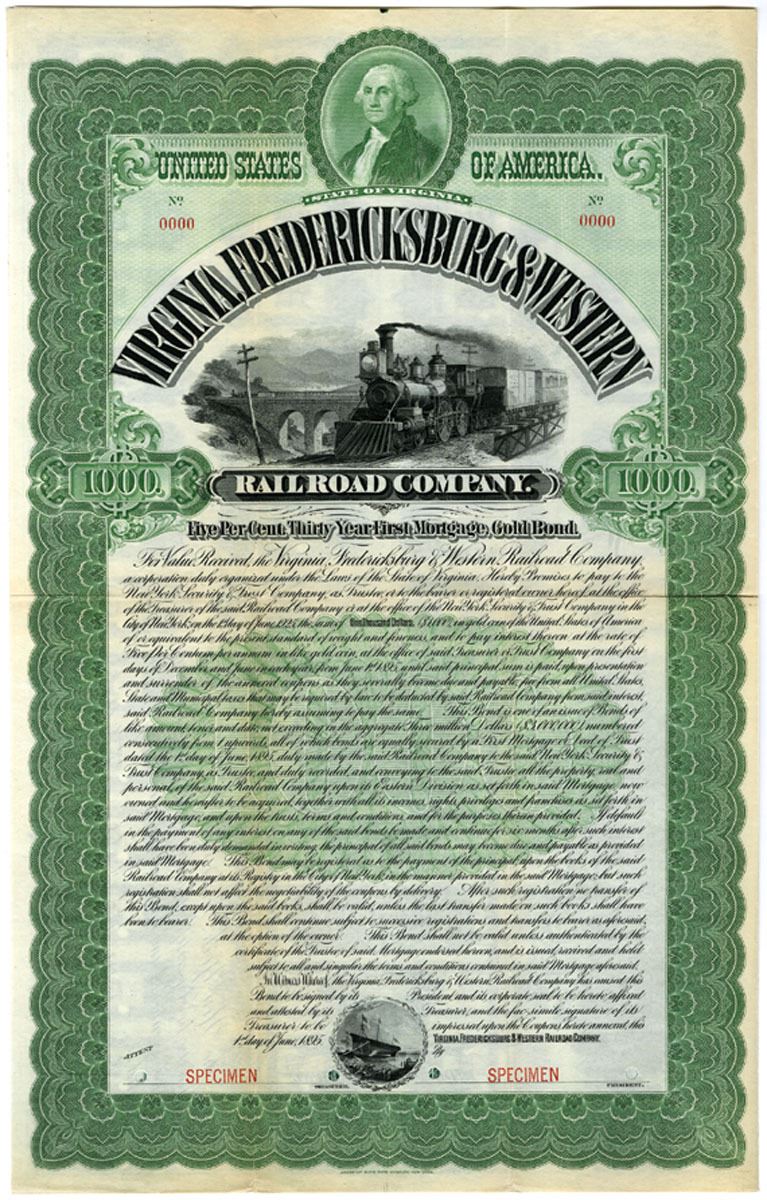 UNITED STATES OF AMERICA.
STATE OF VIRGINIA
No No
0000 0000
VIRGINIA, FREDERICKSBURG & WESTERN
1000. 1000.
RAILROAD COMPANY.
Five Per Cent. Thirty Year First Mortgage, Gold Bond.
For Value Received, the Virginia, Fredericksburg & Western Railroad Company,
a corporation duly organized under the Laws of the State of Virginia, Hereby Promises to pay to the
New York Security & Trust Company, as Trustee, or to the bearer or registered owner hereof, at the office
of the Treasurer of the said Railroad Company or at the office of the New York Security & Trust Company in the
City of New York, on the 1st day of June, 1925, the sum of One Thousand Dollars, ($1,000), in gold coin of the United States of America
of or equivalent to the present standard of weight and fineness, and to pay interest thereon at the rate of
Five Per Centum per annum in like gold coin, at the office of said Treasurer or Trust Company on the first
days of December and June in each year, from June 1st 1895, until said principal sum is paid, upon presentation
and surrender of the annexed coupons as they severally become due and payable, free from all United States,
State and Municipal taxes that may be required by law to be deducted by said Railroad Company from said interest,
said Railroad Company hereby assuming to pay the same. This Bond is one of an issue of Bonds of
like amount, tenor, and date, not exceeding in the aggregate Three million Dollars ($3,000,000), numbered
consecutively from 1 upwards, all of which bonds are equally secured by a First Mortgage or Deed of Trust
dated the 1st day of June, 1895, duly made by the said Railroad Company to the said New York Security &
Trust Company, as Trustee, and duly recorded, and conveying to the said Trustee all the property, real and
personal, of the said Railroad Company upon its Eastern Division as set forth in said Mortgage, now
owned and hereafter to be acquired, together with all its incomes, rights, privileges and franchises as set forth in
said Mortgage, and upon the trusts, terms and conditions, and for the purposes therein provided. If default
in the payment of any interest on any of the said bonds be made and continue for six months after such interest
shall have been duly demanded in writing, the principal of all said bonds may become due and payable as provided
in said Mortgage. This Bond may be registered as to the payment of the principal, upon the books of the said
Railroad Company at its Registry in the City of New York, in the manner provided in the said Mortgage; but such
registration shall not affect the negotiability of the coupons by delivery. After such registration no transfer of
this Bond, except upon the said books, shall be valid, unless the last transfer made on such books shall have
been to bearer. This Bond shall continue subject to successive registrations and transfers to bearer as aforesaid,
at the option of the owner. This Bond shall not be valid unless authenticated by the
certificate of the Trustee of said Mortgage endorsed hereon, and is issued, received and held
subject to all and singular the terms and conditions contained in said Mortgage aforesaid.
In Witness Whereof, the Virginia, Fredericksburg & Western Railroad Company has caused this
Bond to be signed by its President and its corporate seal to be hereto affixed
and attested by its Treasurer, and the fac-simile signature of its
Treasurer to be impressed upon the Coupons hereto annexed, this
1st day of June, 1895
VIRGINIA, FREDERICKSBURG & WESTERN RAILROAD COMPANY.
ATTEST By
SPECIMEN SPECIMEN
TREASURER. PRESIDENT.
AMERICAN BANK NOTE COMPANY, NEW YORK.